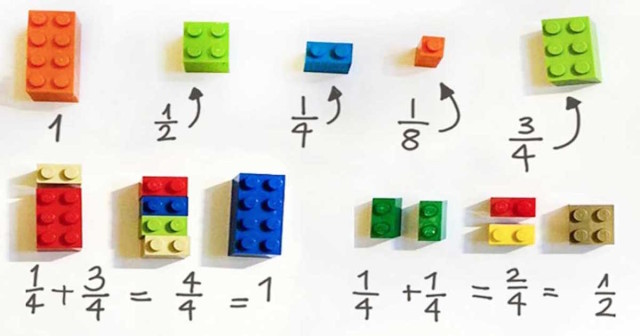 1
1/2
1/4
1/8
3/4
1/4 + 3/4 = 4/4 = 1
1/4 + 1/4 = 2/4 = 1/2